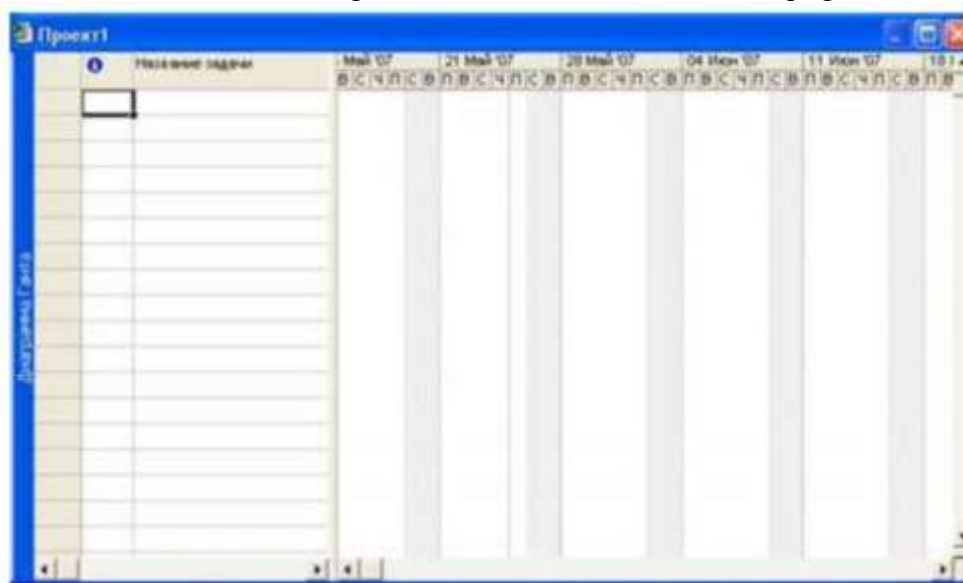 Проект1
Название задачи
Май '07
21 Май '07
28 Май '07
04 Июн '07
11 Июн '07
18
В С Ч П С В П В С Ч П С В П В С Ч П С В П В С Ч П С В П В С Ч П С В П В
Диаграмма Ганта